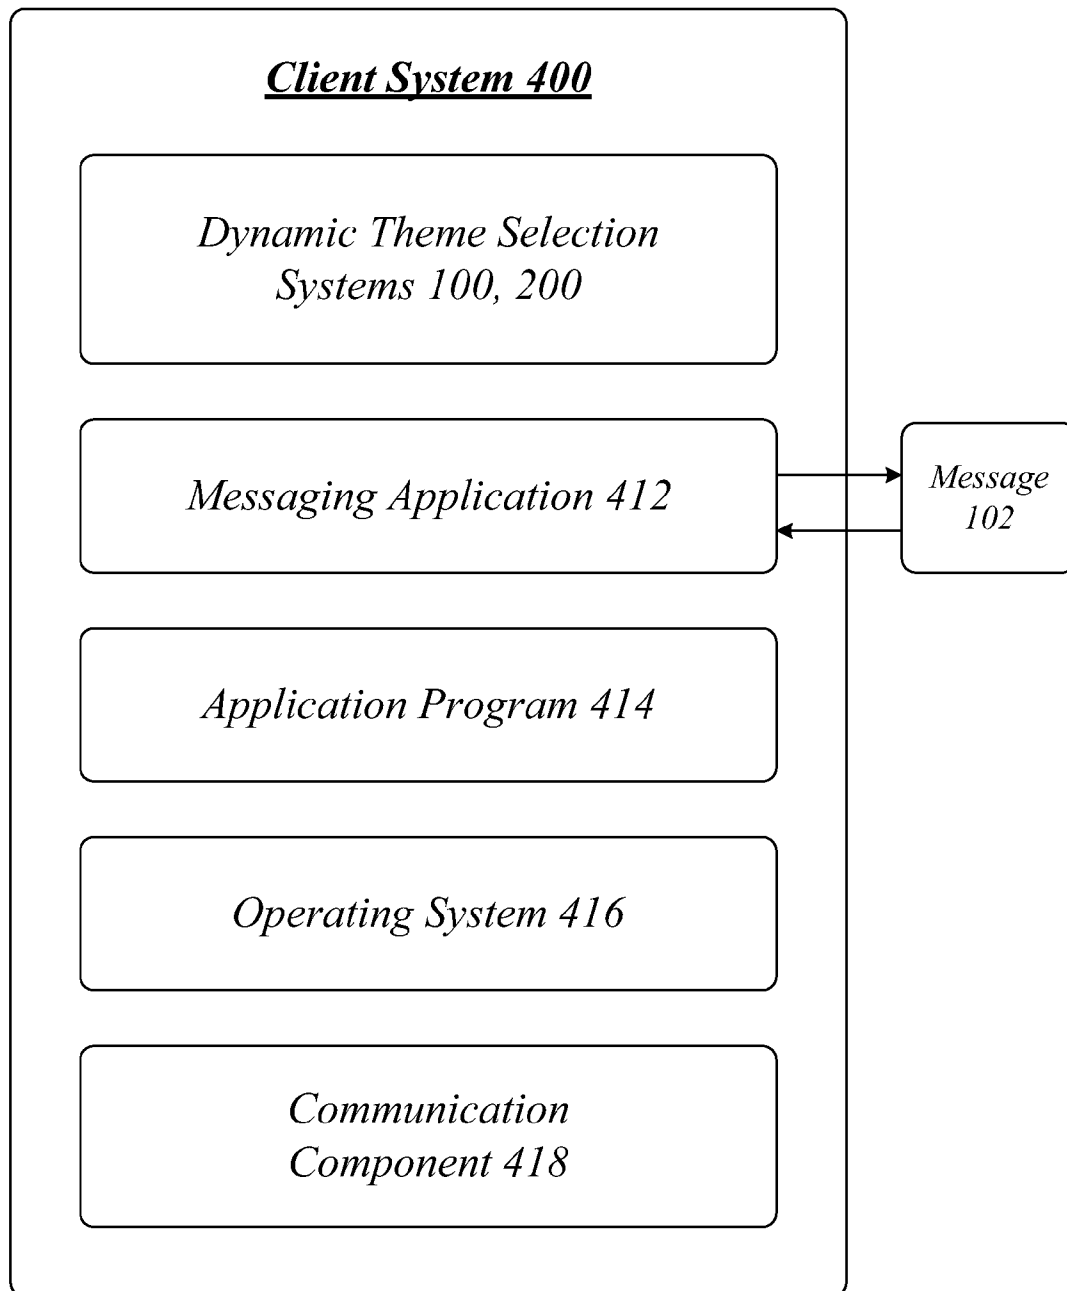 Client System 400
Dynamic Theme Selection
Systems 100, 200
Messaging Application 412
Message
102
Application Program 414
Operating System 416
Communication
Component 418